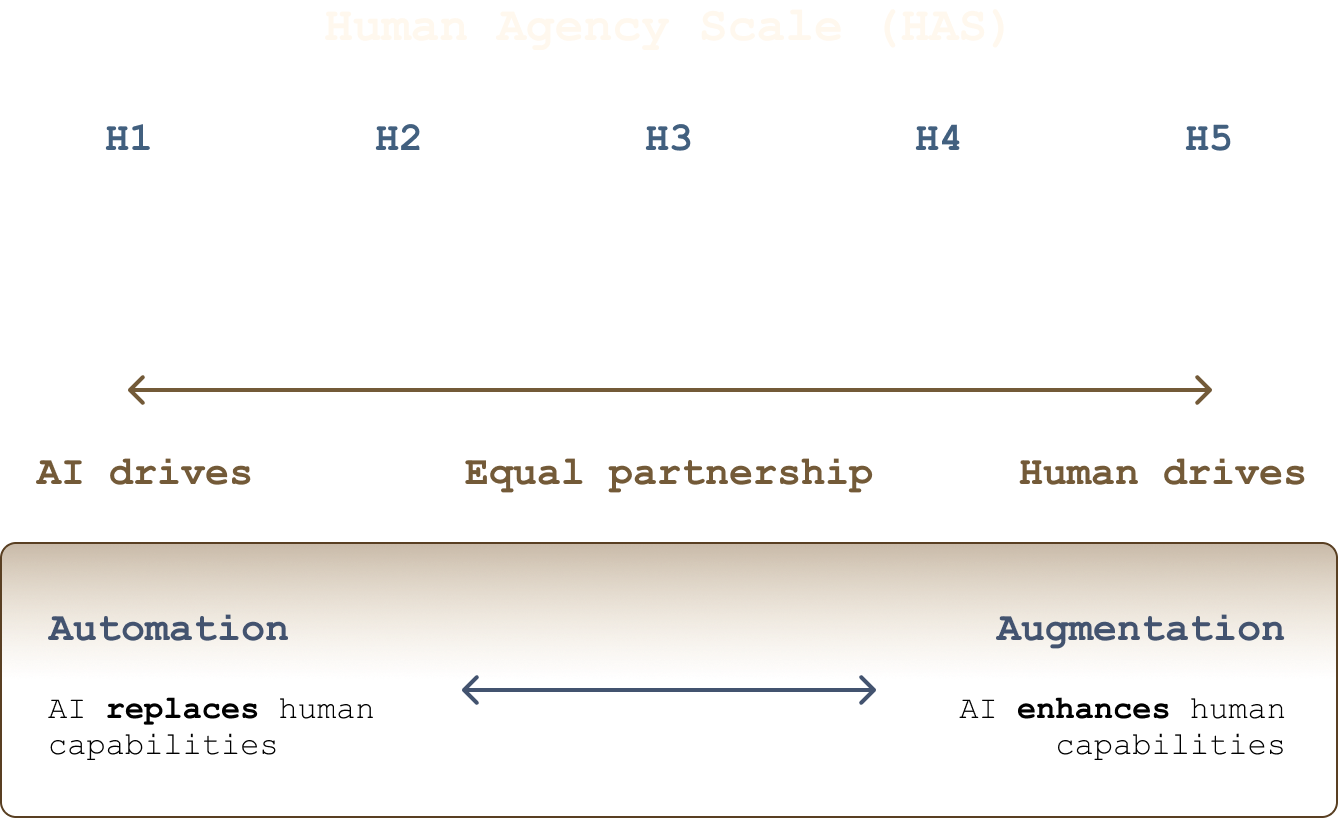 Human Agency Scale (HAS)
H1 H2 H3 H4 H5
AI drives Equal partnership Human drives
Automation Augmentation
AI replaces human AI enhances human
capabilities capabilities